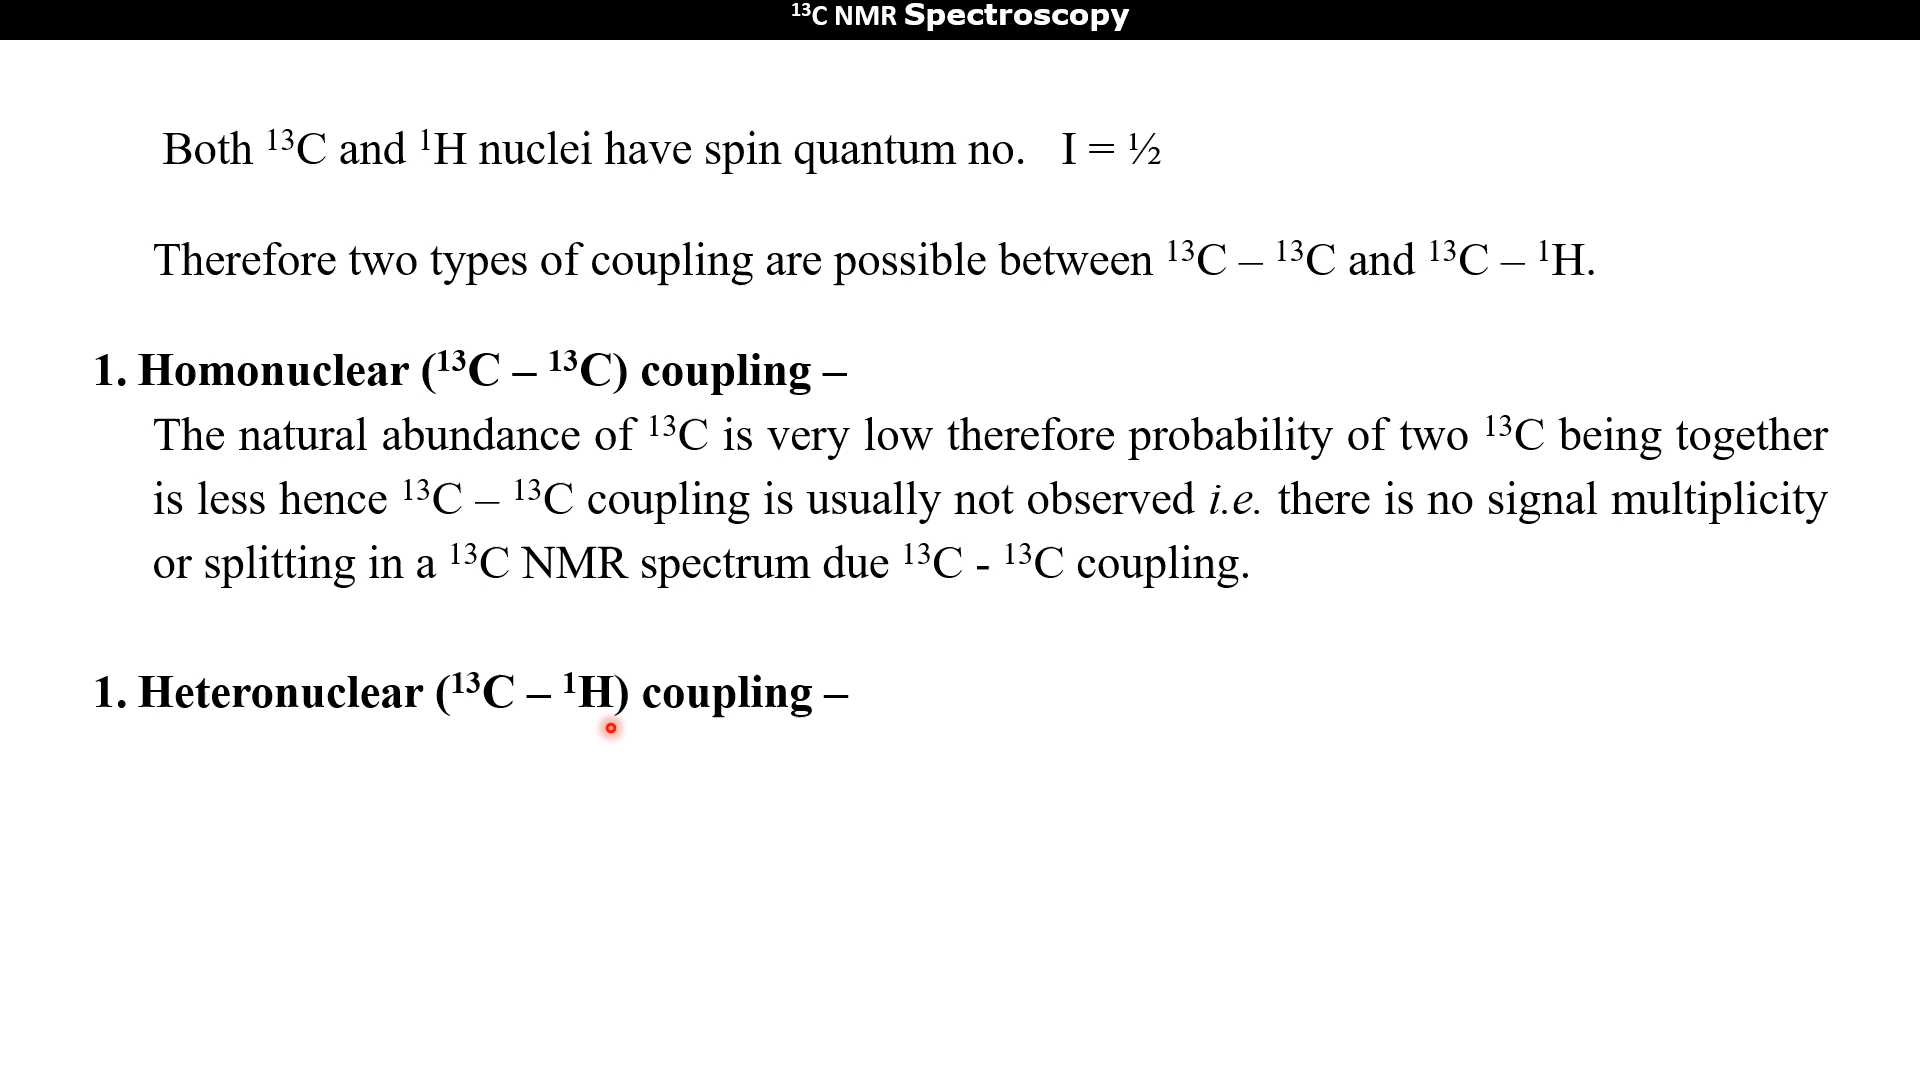 ¹³C NMR Spectroscopy
Both ¹³C and ¹H nuclei have spin quantum no. I = ½
Therefore two types of coupling are possible between ¹³C – ¹³C and ¹³C – ¹H.
1. Homonuclear (¹³C – ¹³C) coupling –
The natural abundance of ¹³C is very low therefore probability of two ¹³C being together
is less hence ¹³C – ¹³C coupling is usually not observed i.e. there is no signal multiplicity
or splitting in a ¹³C NMR spectrum due ¹³C - ¹³C coupling.
1. Heteronuclear (¹³C – ¹H) coupling –